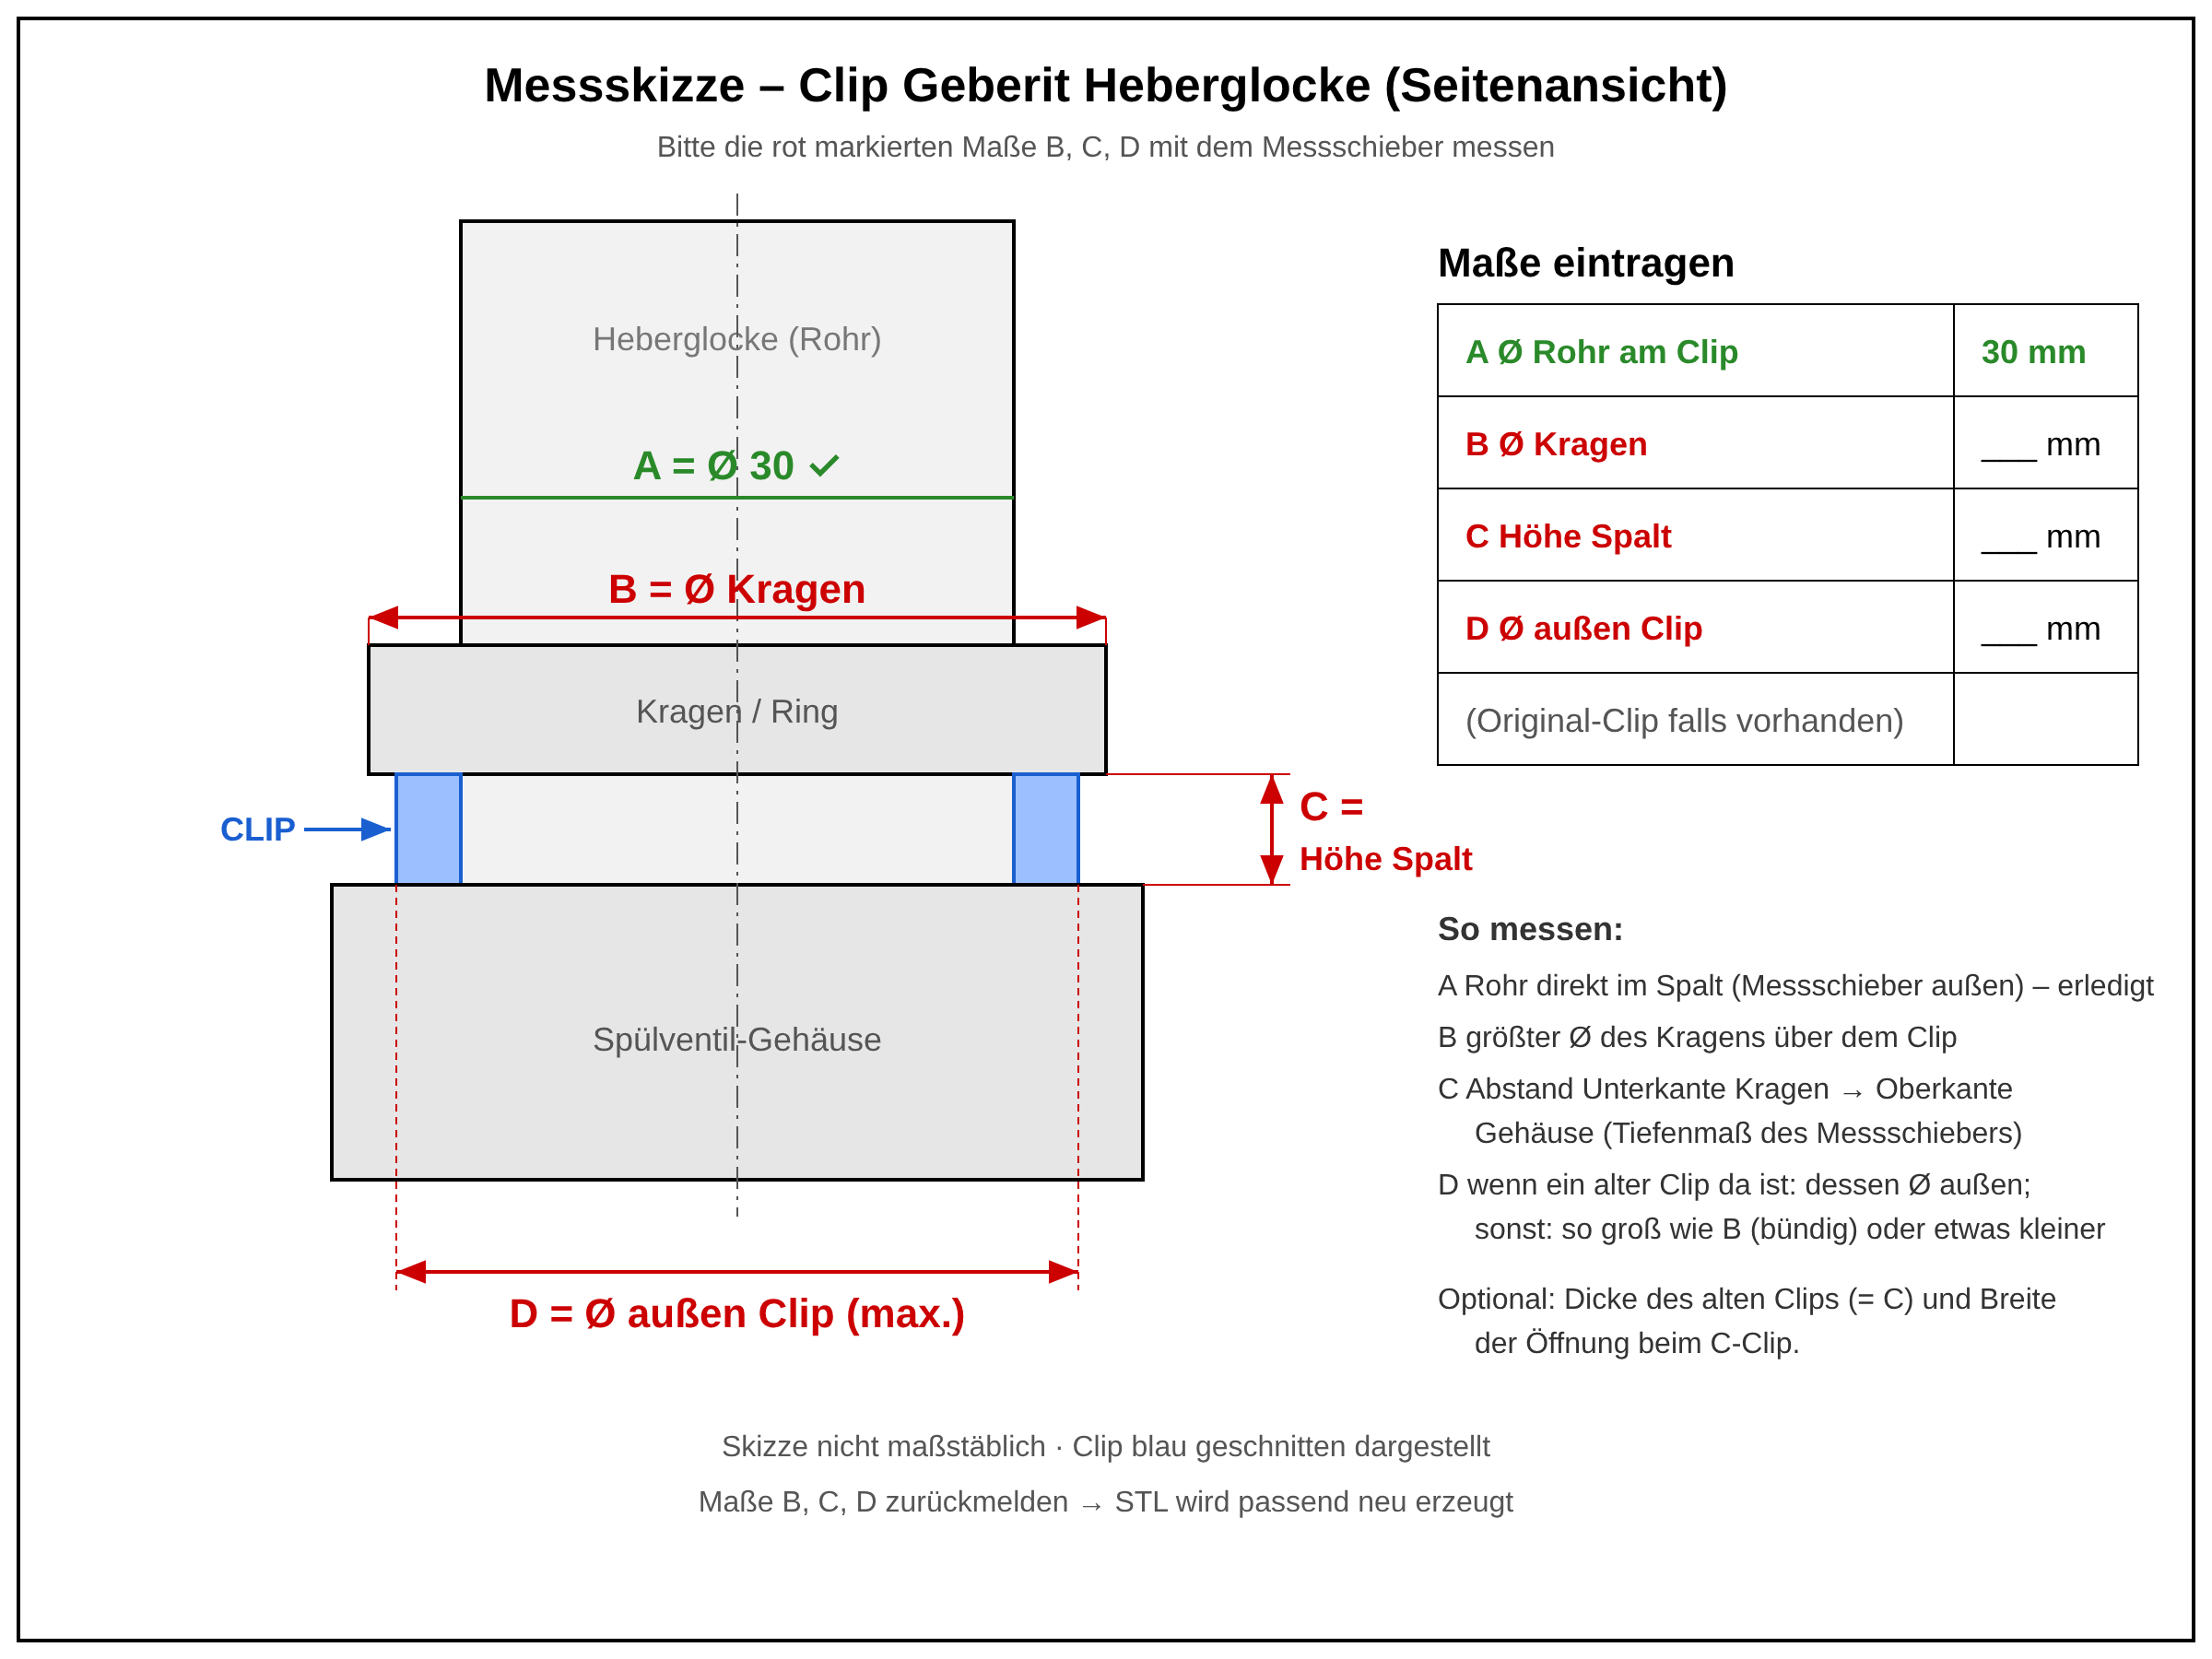 Messskizze – Clip Geberit Heberglocke (Seitenansicht)
Bitte die rot markierten Maße B, C, D mit dem Messschieber messen
Heberglocke (Rohr)
A = Ø 30 ✓
B = Ø Kragen
Kragen / Ring
CLIP
C =
Höhe Spalt
Spülventil-Gehäuse
D = Ø außen Clip (max.)
Maße eintragen
A Ø Rohr am Clip 30 mm
B Ø Kragen ___ mm
C Höhe Spalt ___ mm
D Ø außen Clip ___ mm
(Original-Clip falls vorhanden)
So messen:
A Rohr direkt im Spalt (Messschieber außen) – erledigt
B größter Ø des Kragens über dem Clip
C Abstand Unterkante Kragen → Oberkante
Gehäuse (Tiefenmaß des Messschiebers)
D wenn ein alter Clip da ist: dessen Ø außen;
sonst: so groß wie B (bündig) oder etwas kleiner
Optional: Dicke des alten Clips (= C) und Breite
der Öffnung beim C-Clip.
Skizze nicht maßstäblich · Clip blau geschnitten dargestellt
Maße B, C, D zurückmelden → STL wird passend neu erzeugt